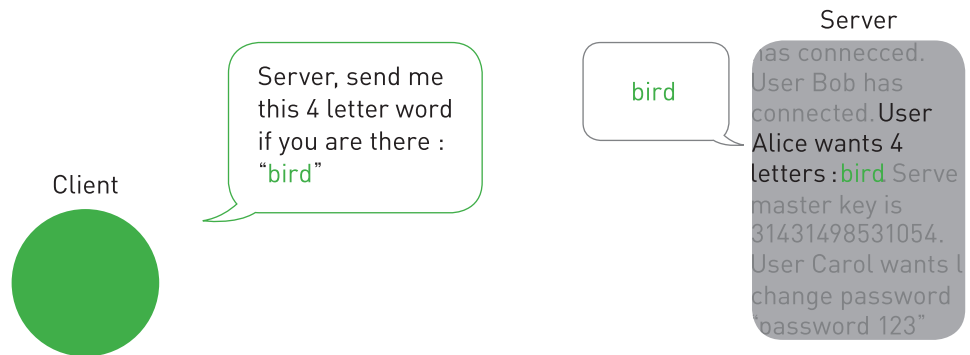 Client
Server, send me
this 4 letter word
if you are there :
“bird”
bird
Server
has connecced.
User Bob has
connected. User
Alice wants 4
letters : bird. Serve
master key is
31431498531054.
User Carol wants l
change password
“password 123”